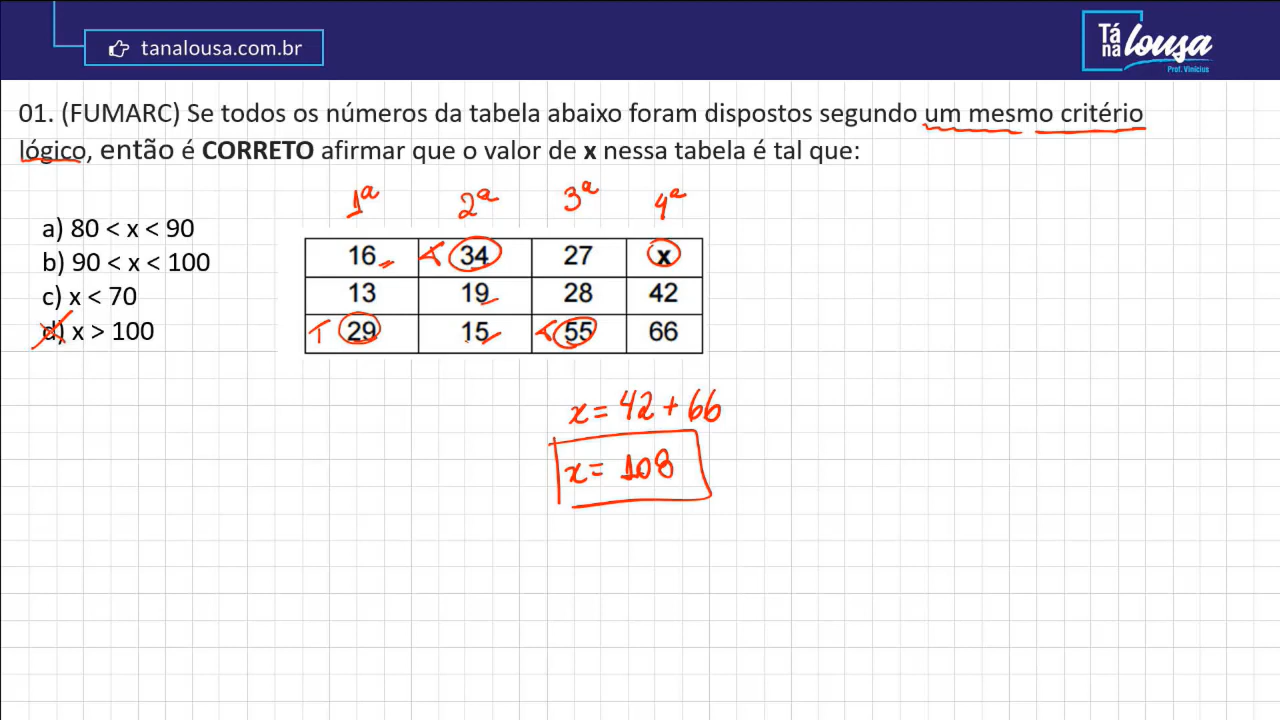 tanalousa.com.br
Tá na lousa
Prof. Vinicius
01. (FUMARC) Se todos os números da tabela abaixo foram dispostos segundo um mesmo critério
lógico, então é CORRETO afirmar que o valor de x nessa tabela é tal que:
1ª 2ª 3ª 4ª
a) 80 < x < 90
b) 90 < x < 100
c) x < 70
d) x > 100
16 34 27 x
13 19 28 42
29 15 55 66
x = 42 + 66
x = 108